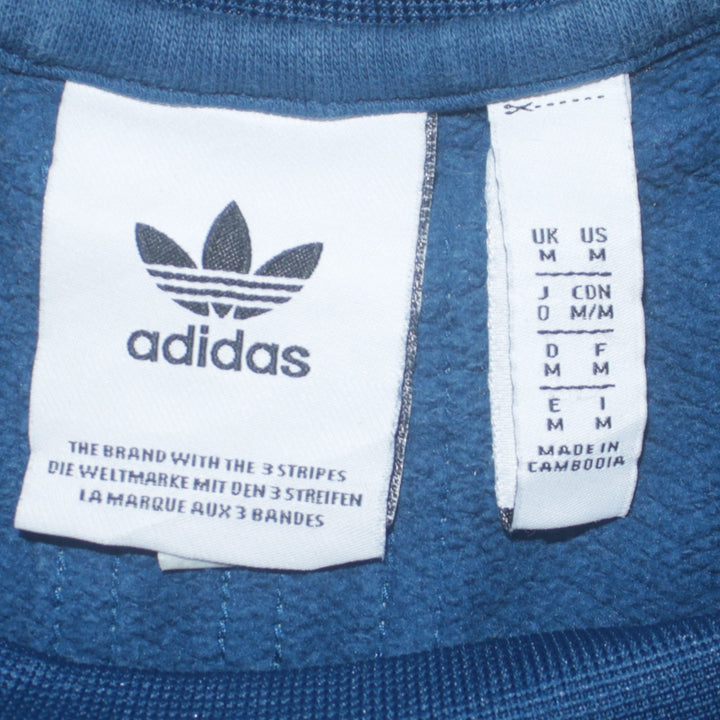 adidas
THE BRAND WITH THE 3 STRIPES
DIE WELTMARKE MIT DEN 3 STREIFEN
LA MARQUE AUX 3 BANDES
UK US
M M
J CDN
O M/M
D F
M M
E I
M M
MADE IN
CAMBODIA